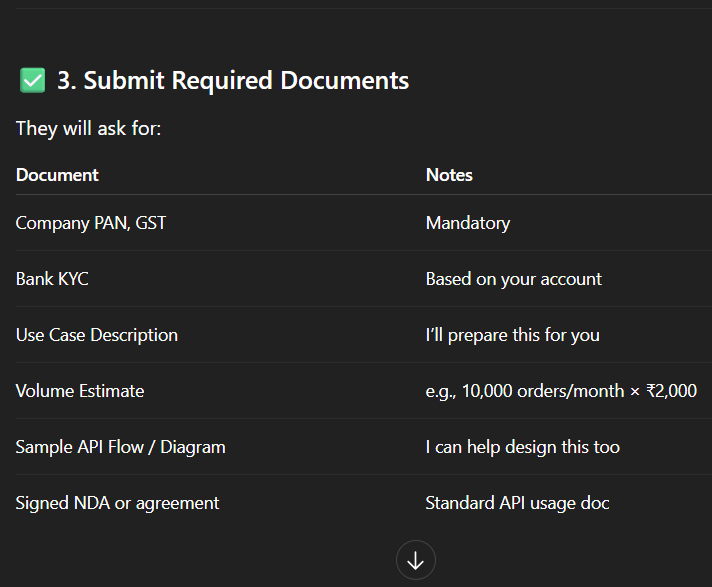 ✅ 3. Submit Required Documents
They will ask for:
Document Notes
Company PAN, GST Mandatory
Bank KYC Based on your account
Use Case Description I’ll prepare this for you
Volume Estimate e.g., 10,000 orders/month × ₹2,000
Sample API Flow / Diagram I can help design this too
Signed NDA or agreement Standard API usage doc